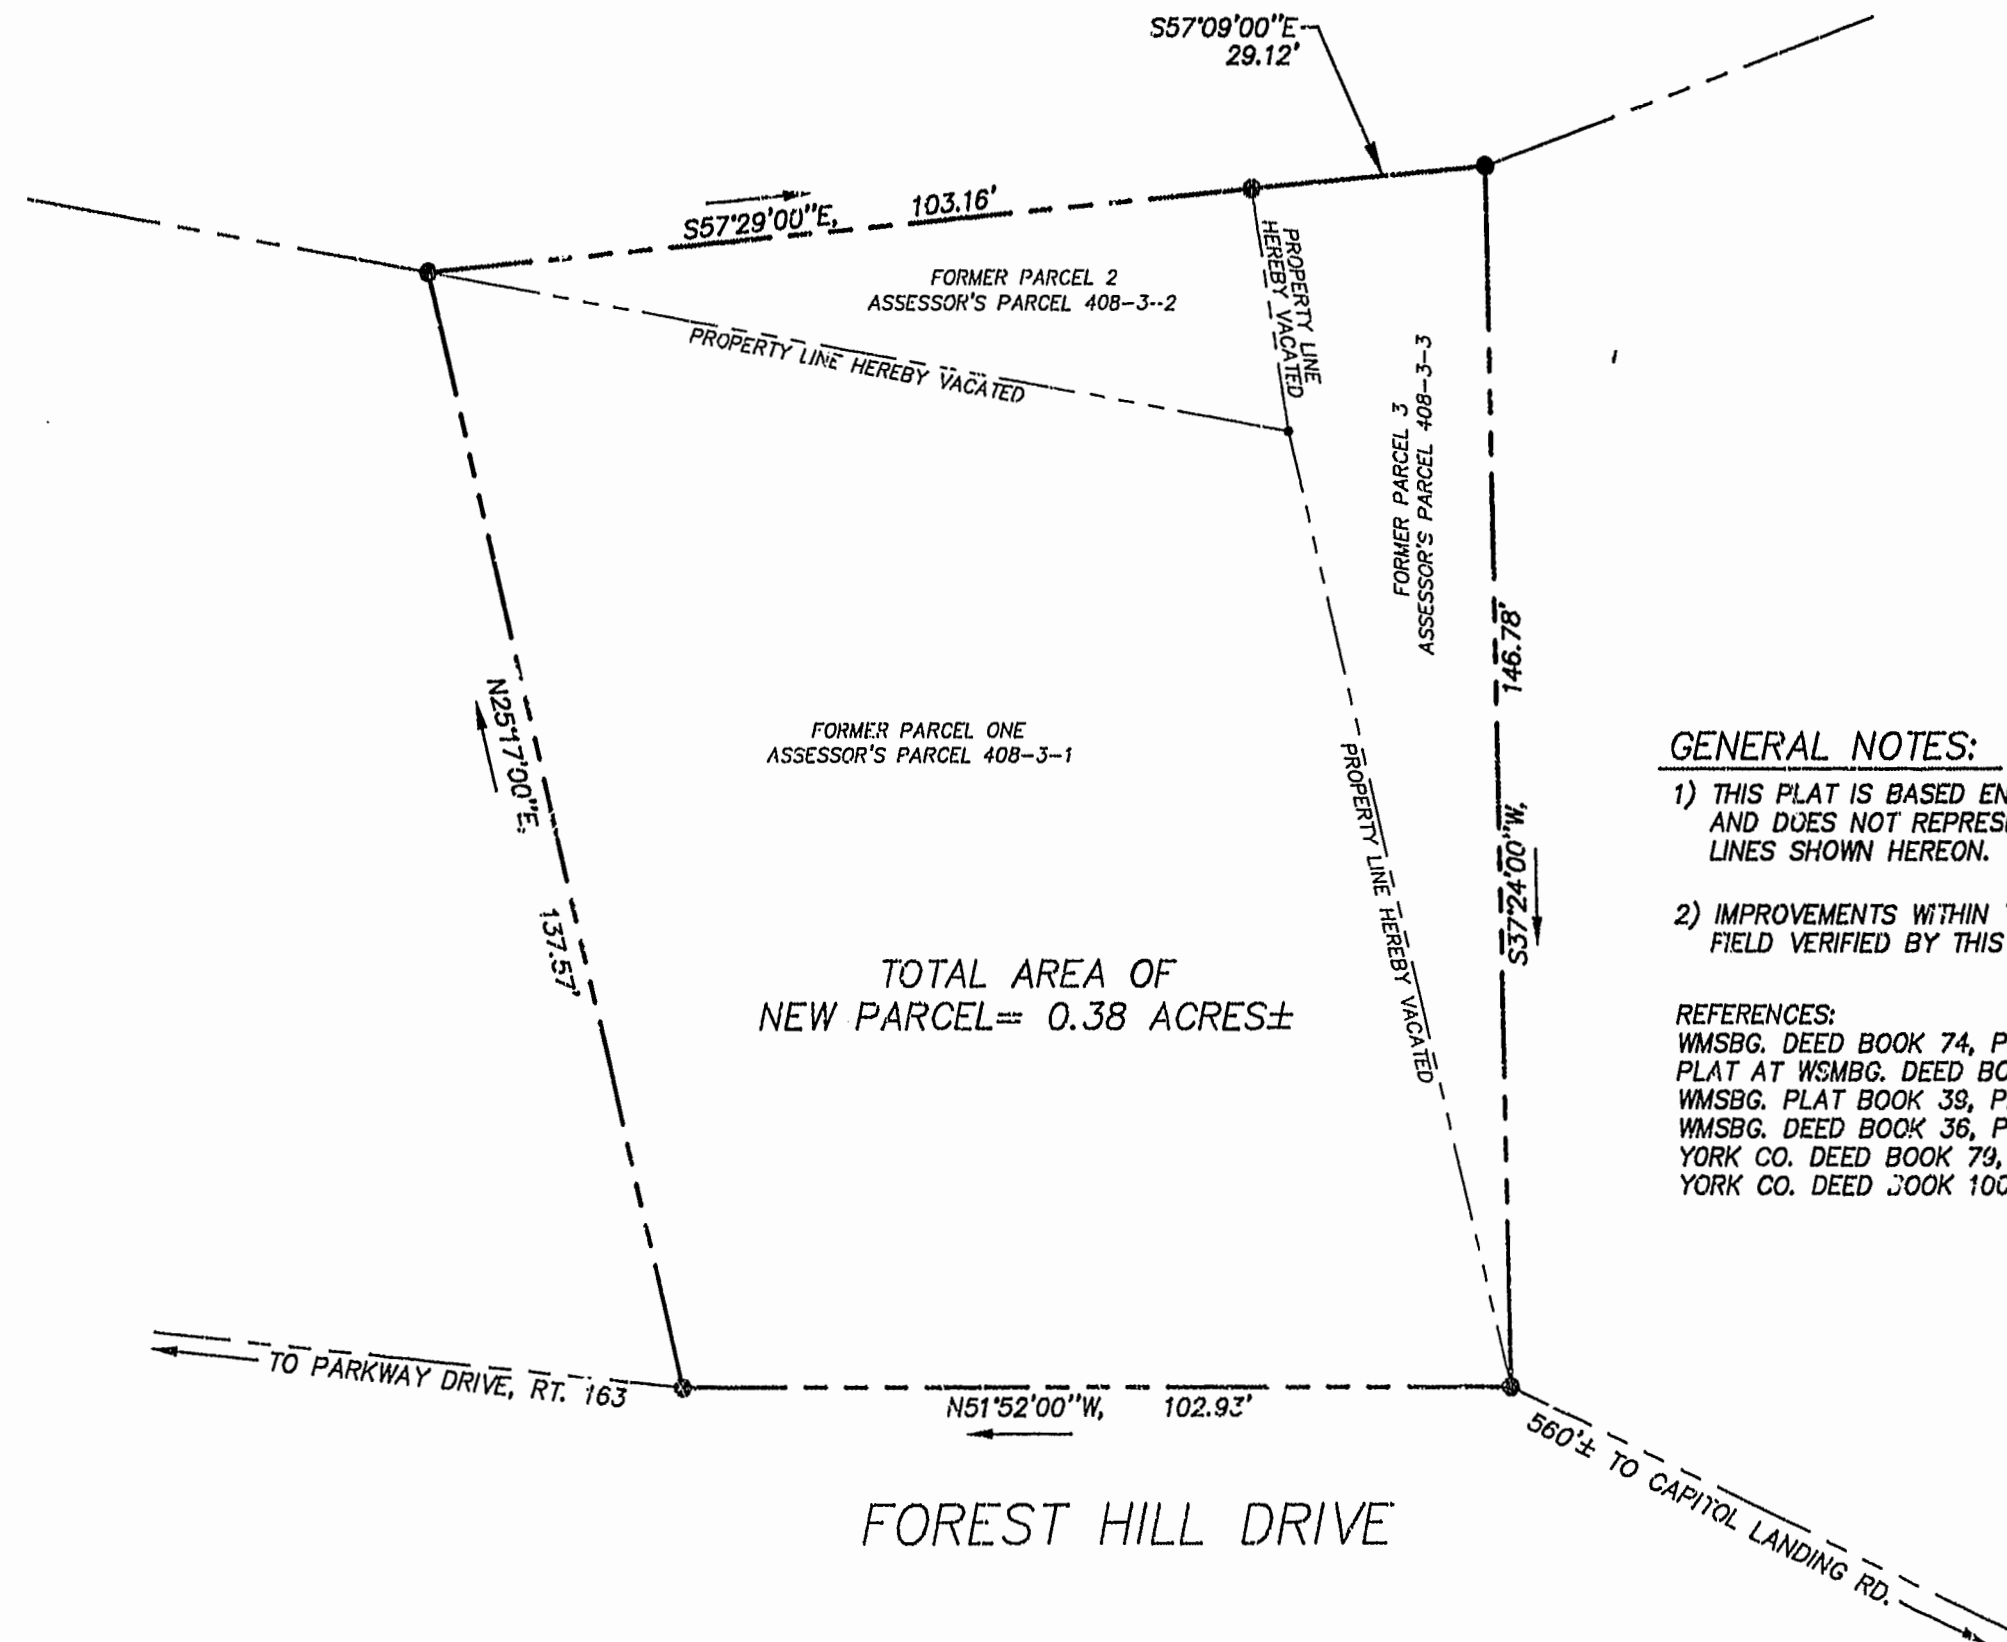 S57°09'00"E
29.12'
S57°29'00"E, 103.16'
FORMER PARCEL 2
ASSESSOR'S PARCEL 408-3-2
PROPERTY LINE HEREBY VACATED
PROPERTY LINE
HEREBY VACATED
FORMER PARCEL 3
ASSESSOR'S PARCEL 408-3-3
N25°17'00"E, 137.57'
FORMER PARCEL ONE
ASSESSOR'S PARCEL 408-3-1
PROPERTY LINE HEREBY VACATED
S37°24'00"W, 146.78'
TOTAL AREA OF
NEW PARCEL= 0.38 ACRES±
TO PARKWAY DRIVE, RT. 163
N51°52'00"W, 102.93'
560'± TO CAPITOL LANDING RD.
FOREST HILL DRIVE
GENERAL NOTES:
1) THIS PLAT IS BASED EN
AND DOES NOT REPRES
LINES SHOWN HEREON.
2) IMPROVEMENTS WITHIN
FIELD VERIFIED BY THIS
REFERENCES:
WMSBG. DEED BOOK 74, P
PLAT AT WSMBG. DEED BO
WMSBG. PLAT BOOK 39, P
WMSBG. DEED BOOK 36, P
YORK CO. DEED BOOK 79,
YORK CO. DEED BOOK 100